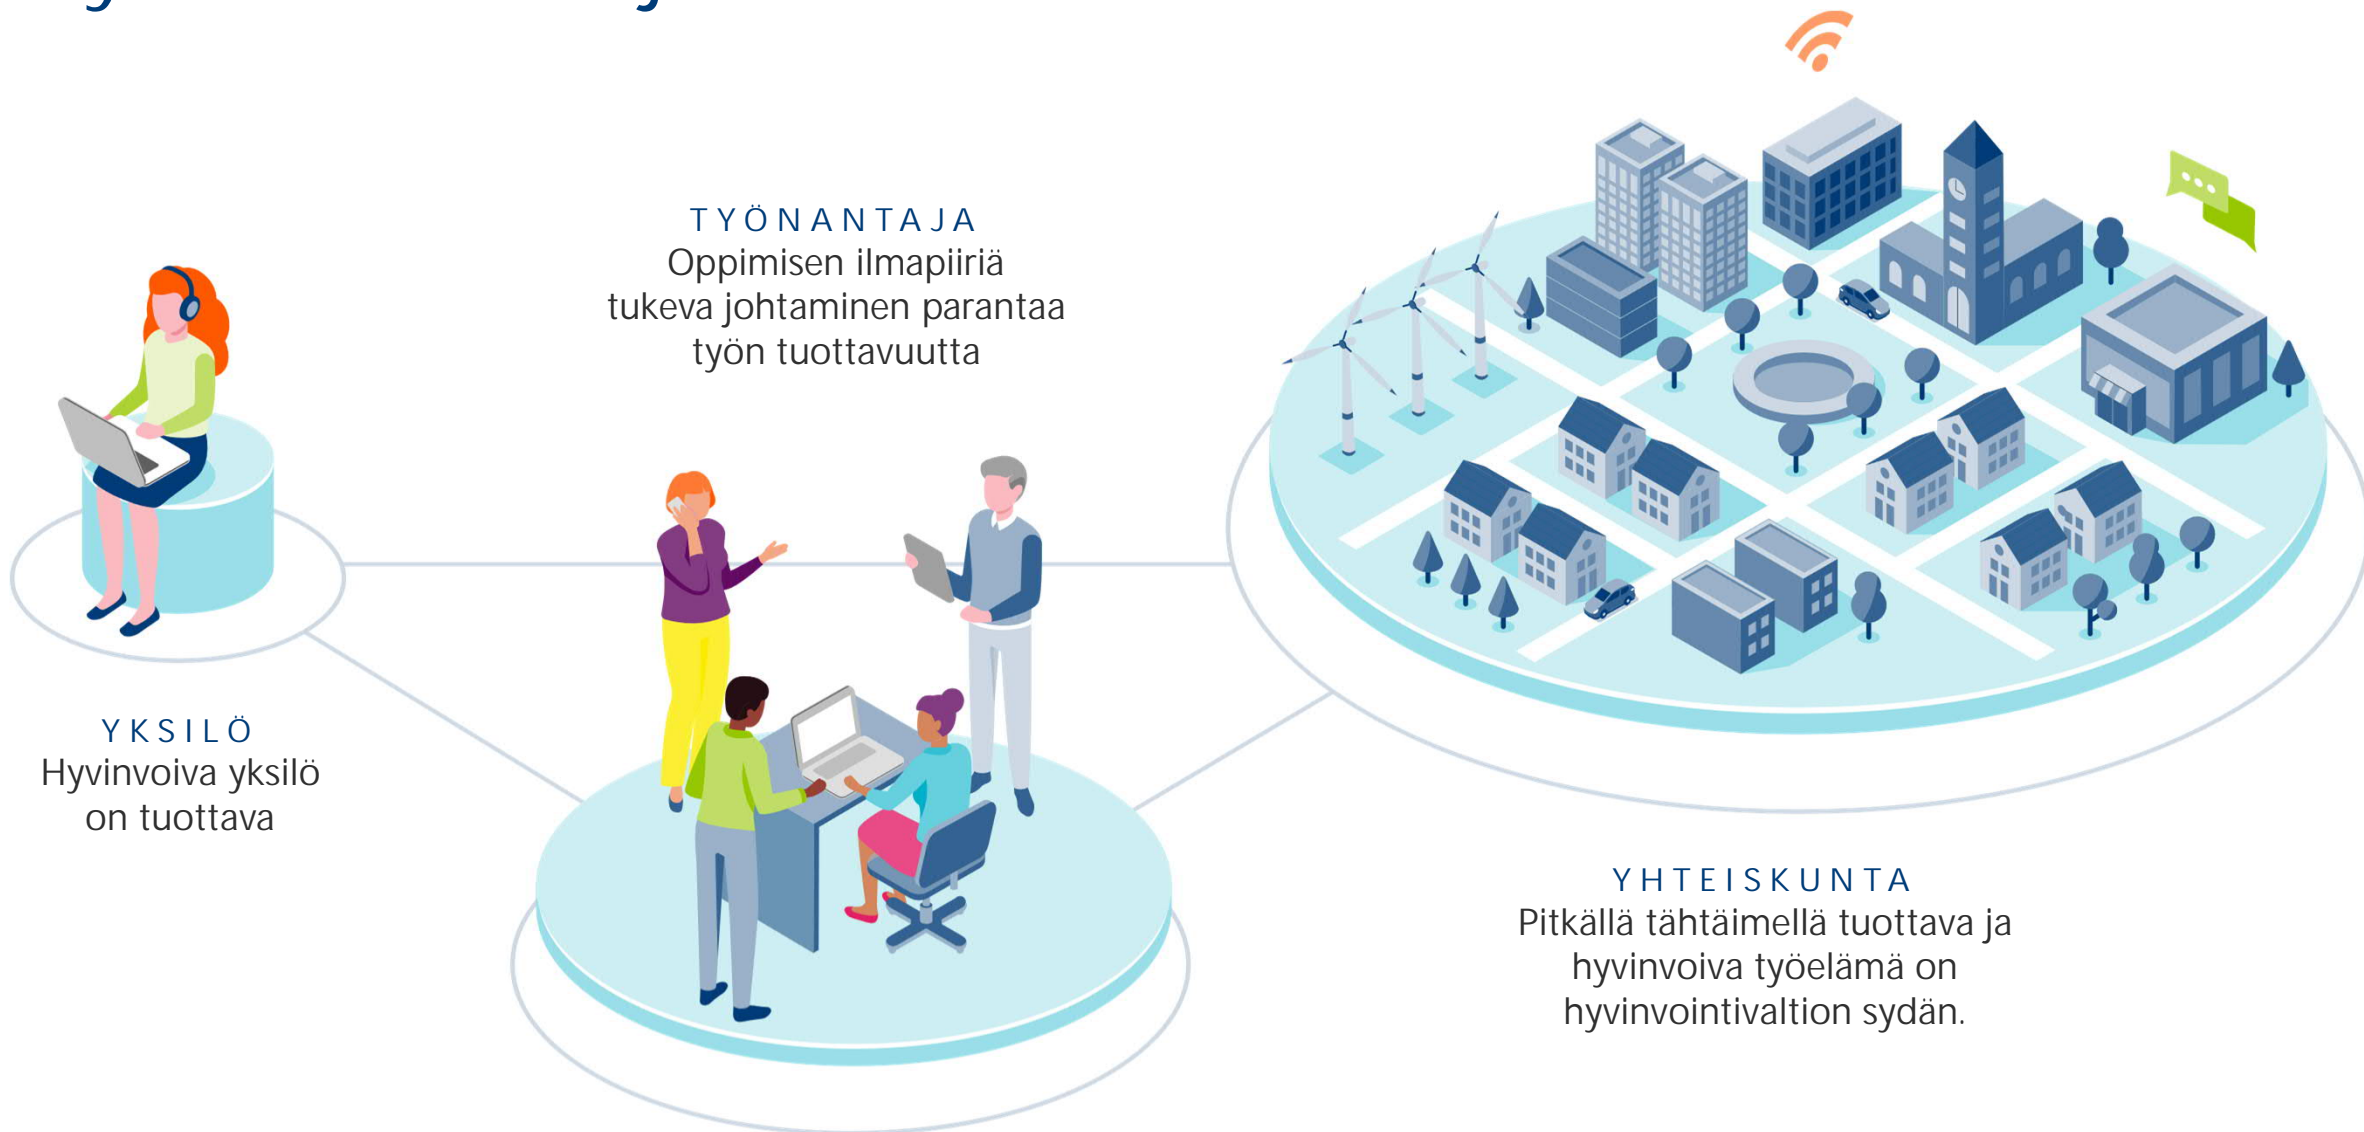 TYÖNANTAJA
Oppimisen ilmapiiriä
tukeva johtaminen parantaa
työn tuottavuutta
YKSILÖ
Hyvinvoiva yksilö
on tuottava
YHTEISKUNTA
Pitkällä tähtäimellä tuottava ja
hyvinvoiva työelämä on
hyvinvointivaltion sydän.